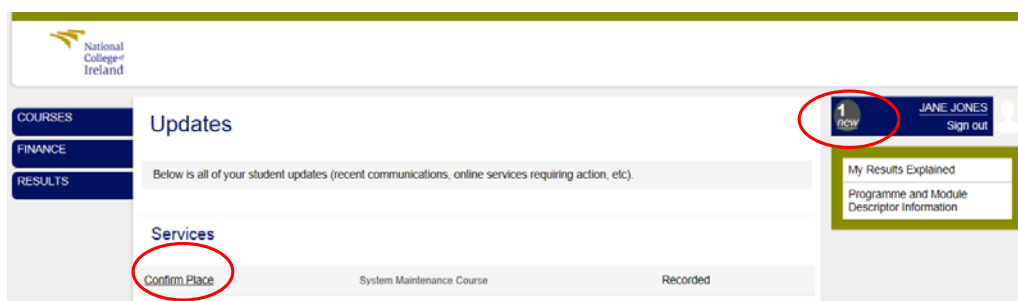 National
College of
Ireland
COURSES
FINANCE
RESULTS
Updates
Below is all of your student updates (recent communications, online services requiring action, etc).
Services
Confirm Place System Maintenance Course Recorded
1
new
JANE JONES
Sign out
My Results Explained
Programme and Module
Descriptor Information